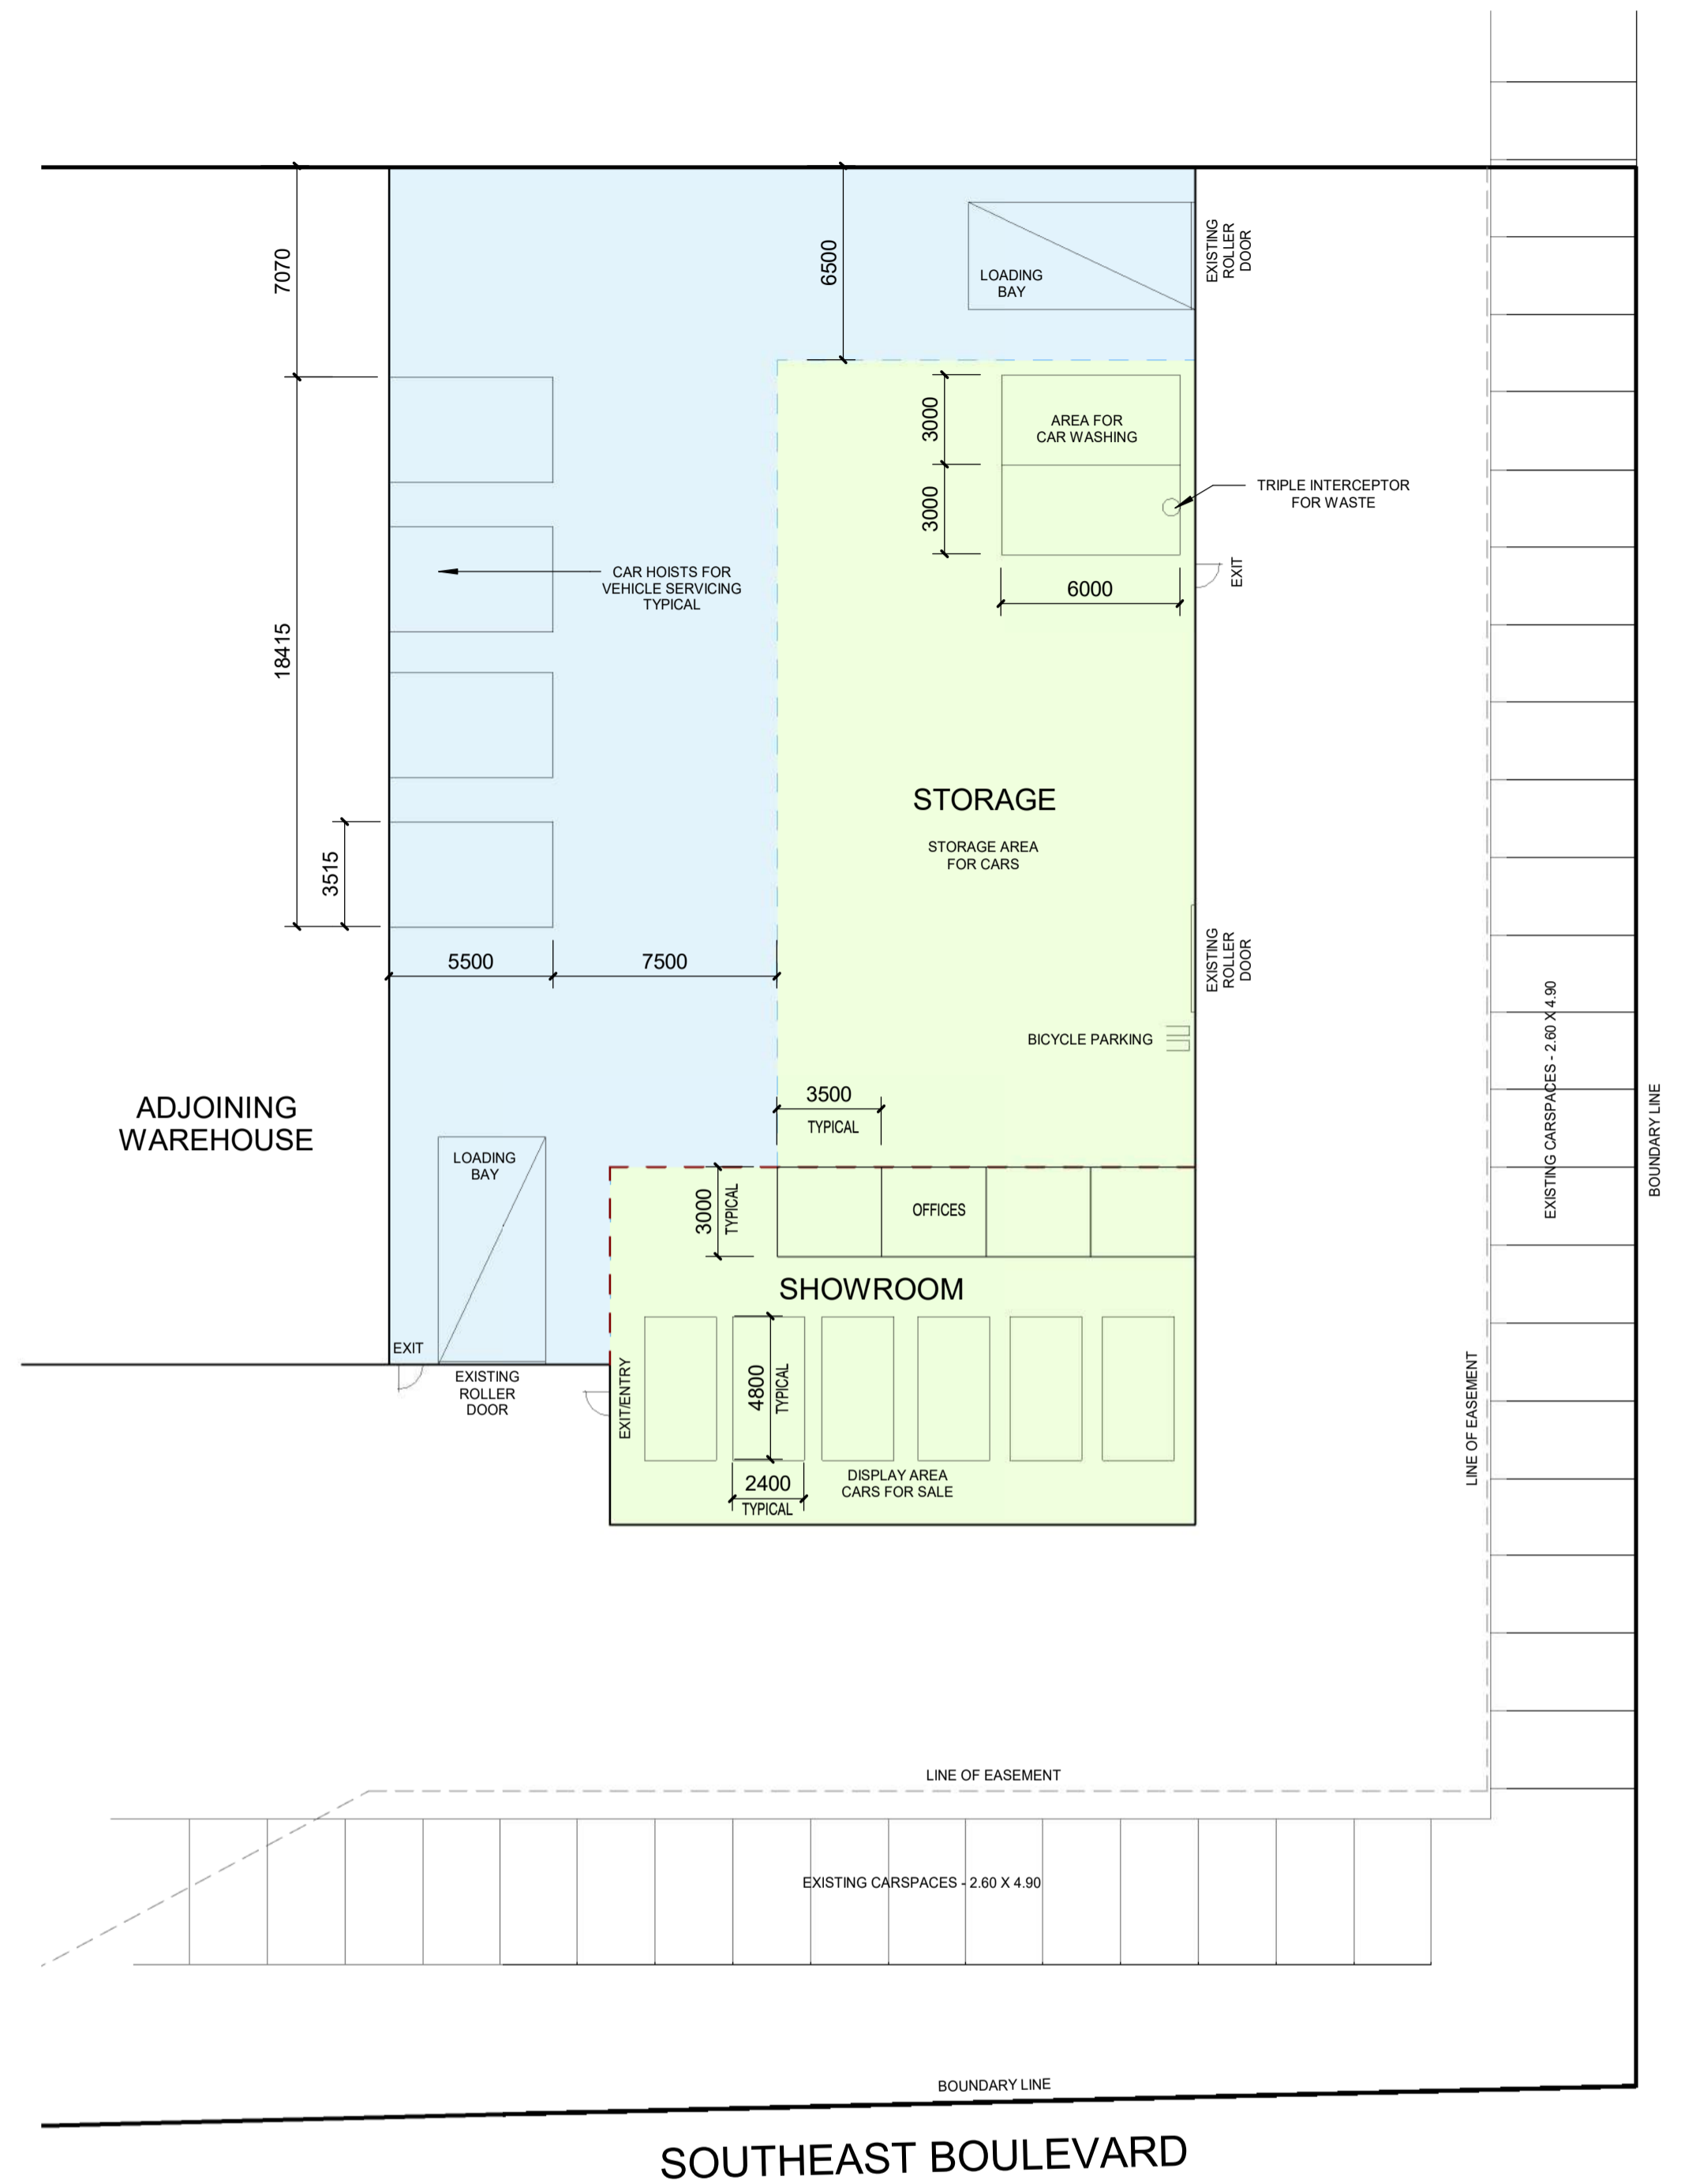 7070
6500
LOADING
BAY
EXISTING
ROLLER
DOOR
3000
AREA FOR
CAR WASHING
3000
TRIPLE INTERCEPTOR
FOR WASTE
EXIT
6000
CAR HOISTS FOR
VEHICLE SERVICING
TYPICAL
18415
STORAGE
STORAGE AREA
FOR CARS
3515
5500
7500
EXISTING
ROLLER
DOOR
BICYCLE PARKING
EXISTING CARSPACES - 2.60 X 4.90
BOUNDARY LINE
ADJOINING
WAREHOUSE
3500
TYPICAL
LOADING
BAY
3000
TYPICAL
OFFICES
SHOWROOM
EXIT
EXISTING
ROLLER
DOOR
EXIT/ENTRY
4800
TYPICAL
2400
TYPICAL
DISPLAY AREA
CARS FOR SALE
LINE OF EASEMENT
LINE OF EASEMENT
EXISTING CARSPACES - 2.60 X 4.90
BOUNDARY LINE
SOUTHEAST BOULEVARD